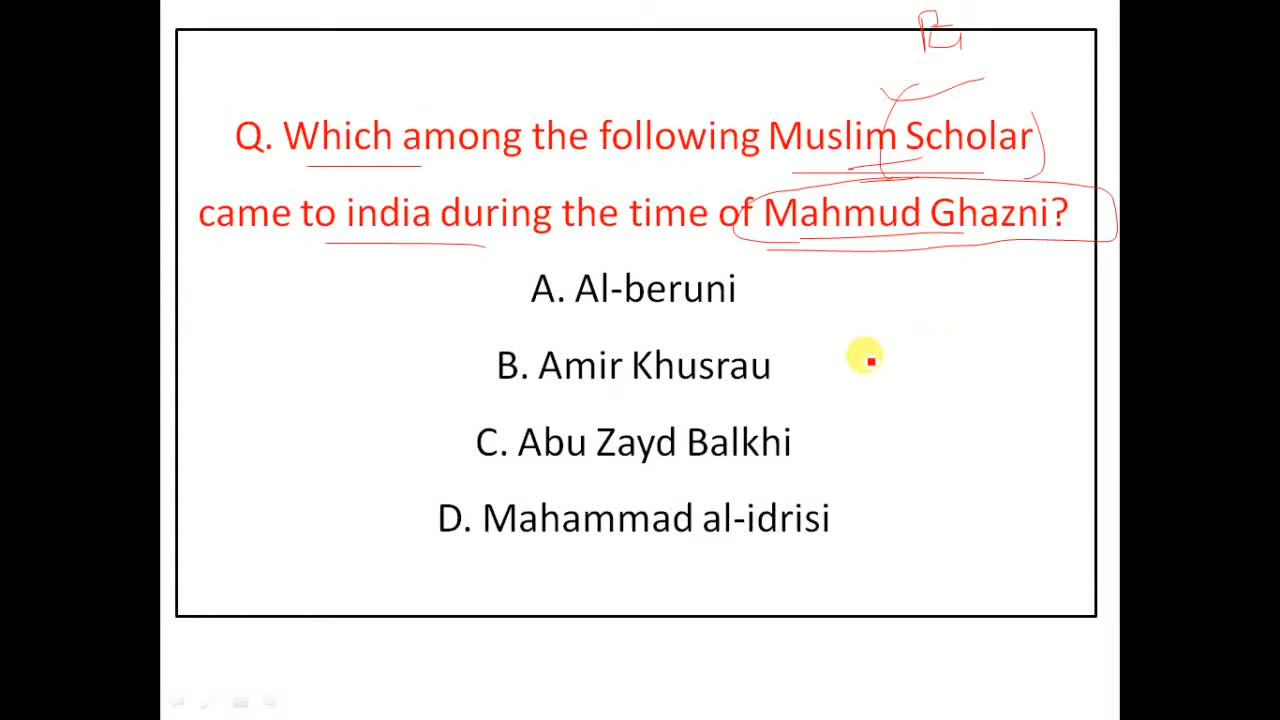 Q. Which among the following Muslim Scholar
came to india during the time of Mahmud Ghazni?
A. Al-beruni
B. Amir Khusrau
C. Abu Zayd Balkhi
D. Mahammad al-idrisi